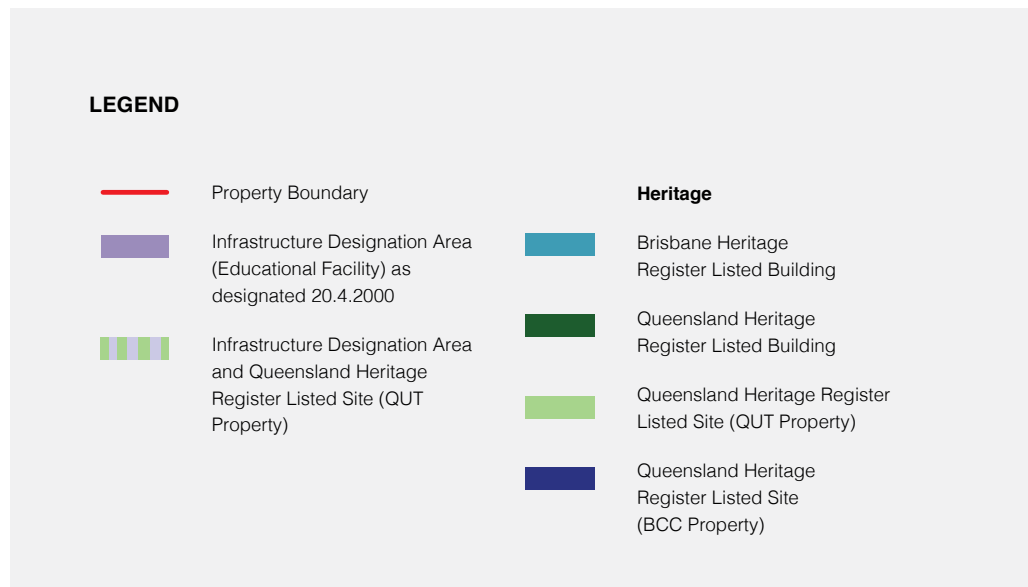 LEGEND
Property Boundary
Infrastructure Designation Area
(Educational Facility) as
designated 20.4.2000
Infrastructure Designation Area
and Queensland Heritage
Register Listed Site (QUT
Property)
Heritage
Brisbane Heritage
Register Listed Building
Queensland Heritage
Register Listed Building
Queensland Heritage Register
Listed Site (QUT Property)
Queensland Heritage
Register Listed Site
(BCC Property)